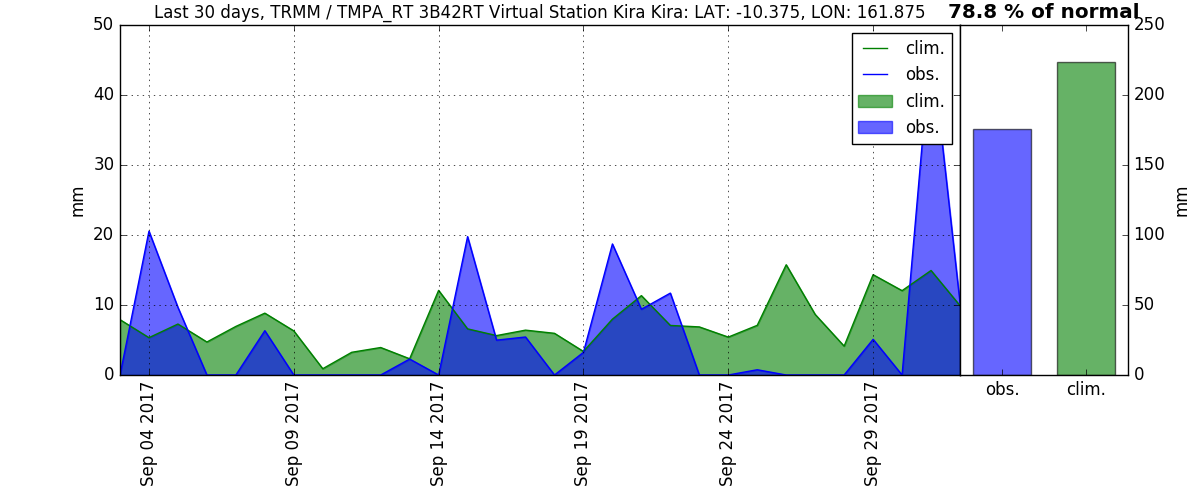 Last 30 days, TRMM / TMPA_RT 3B42RT Virtual Station Kira Kira: LAT: -10.375, LON: 161.875
78.8 % of normal
50
40
30
20
10
0
mm
clim.
obs.
clim.
obs.
250
200
150
100
50
0
mm
Sep 04 2017
Sep 09 2017
Sep 14 2017
Sep 19 2017
Sep 24 2017
Sep 29 2017
obs.
clim.